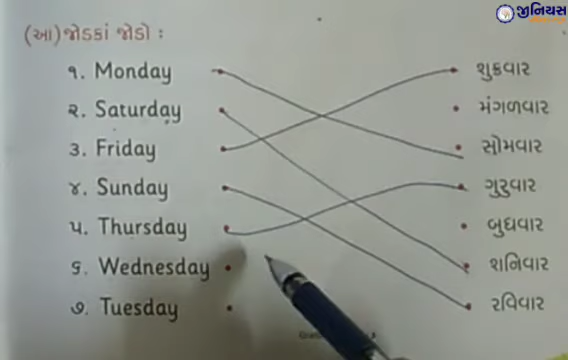 જીનિયસ
(આ) જોડકાં જોડો :
૧. Monday શુક્રવાર
૨. Saturday મંગળવાર
૩. Friday સોમવાર
૪. Sunday ગુરુવાર
૫. Thursday બુધવાર
૬. Wednesday શનિવાર
૭. Tuesday રવિવાર